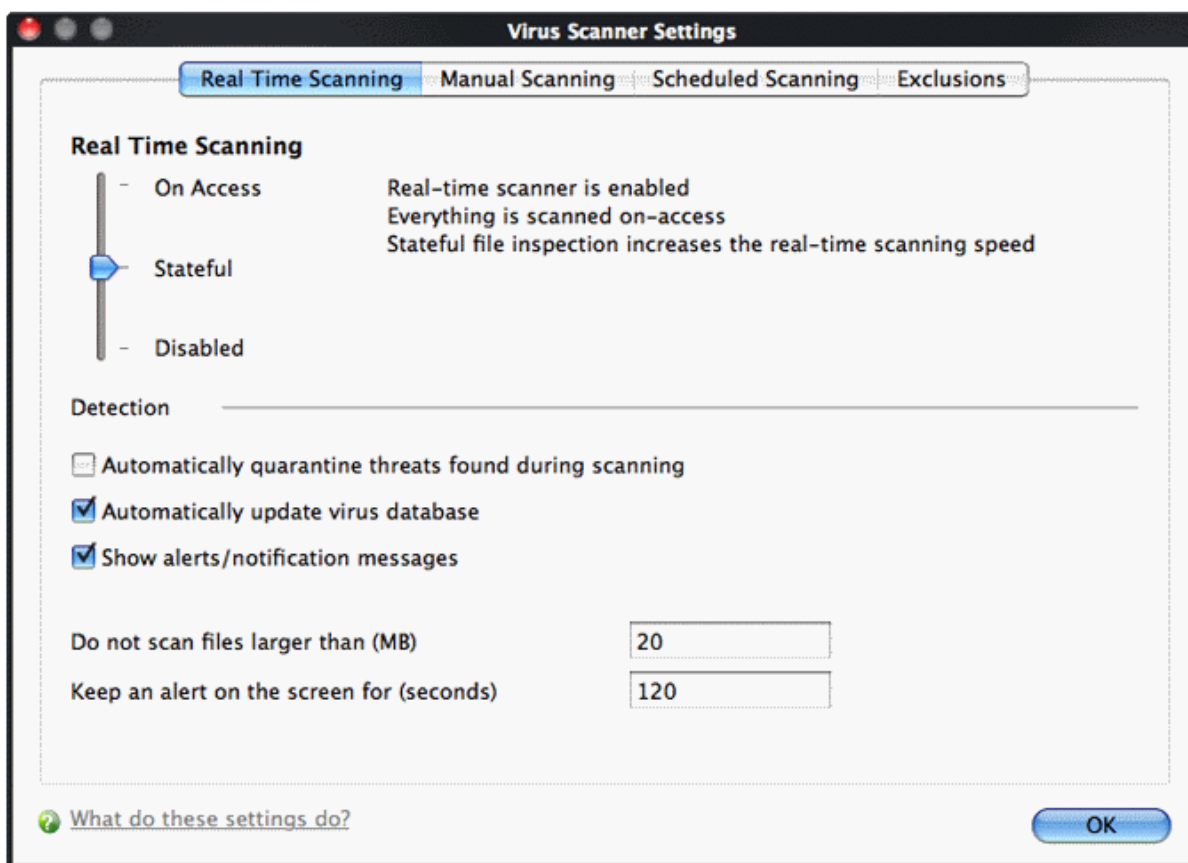 Virus Scanner Settings
Real Time Scanning
Manual Scanning
Scheduled Scanning
Exclusions
Real Time Scanning
On Access
Real-time scanner is enabled
Everything is scanned on-access
Stateful file inspection increases the real-time scanning speed
Stateful
Disabled
Detection
Automatically quarantine threats found during scanning
Automatically update virus database
Show alerts/notification messages
Do not scan files larger than (MB) 20
Keep an alert on the screen for (seconds) 120
What do these settings do?
OK